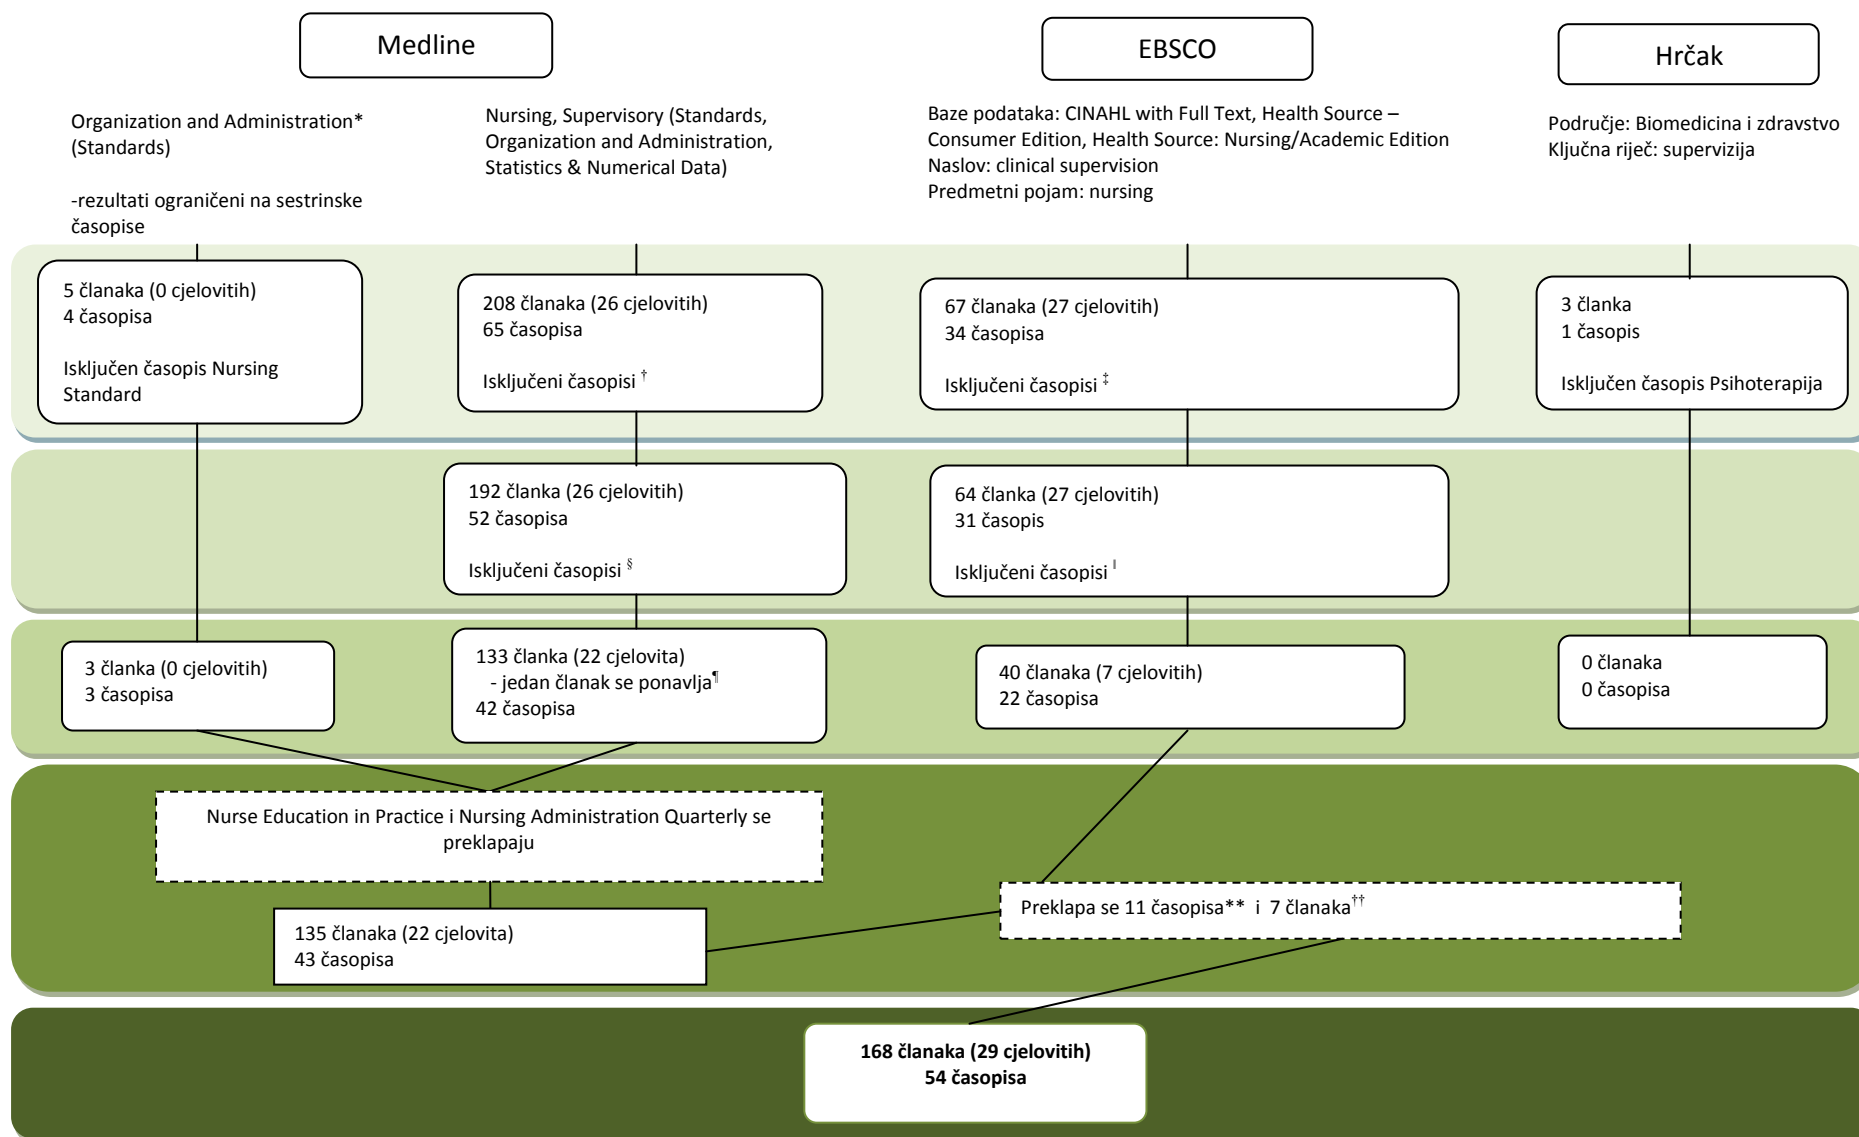 Medline
EBSCO
Hrčak
Organization and Administration*
(Standards)
-rezultati ograničeni na sestrinske
časopise
Nursing, Supervisory (Standards,
Organization and Administration,
Statistics & Numerical Data)
Baze podataka: CINAHL with Full Text, Health Source –
Consumer Edition, Health Source: Nursing/Academic Edition
Naslov: clinical supervision
Predmetni pojam: nursing
Područje: Biomedicina i zdravstvo
Ključna riječ: supervizija
5 članaka (0 cjelovitih)
4 časopisa
Isključen časopis Nursing
Standard
208 članaka (26 cjelovitih)
65 časopisa
Isključeni časopisi †
67 članaka (27 cjelovitih)
34 časopisa
Isključeni časopisi ‡
3 članka
1 časopis
Isključen časopis Psihoterapija
192 članka (26 cjelovitih)
52 časopisa
Isključeni časopisi §
64 članka (27 cjelovitih)
31 časopis
Isključeni časopisi ǀ
3 članka (0 cjelovitih)
3 časopisa
133 članka (22 cjelovita)
- jedan članak se ponavlja¶
42 časopisa
40 članaka (7 cjelovitih)
22 časopisa
0 članaka
0 časopisa
Nurse Education in Practice i Nursing Administration Quarterly se
preklapaju
135 članaka (22 cjelovita)
43 časopisa
Preklapa se 11 časopisa** i 7 članaka††
168 članaka (29 cjelovitih)
54 časopisa